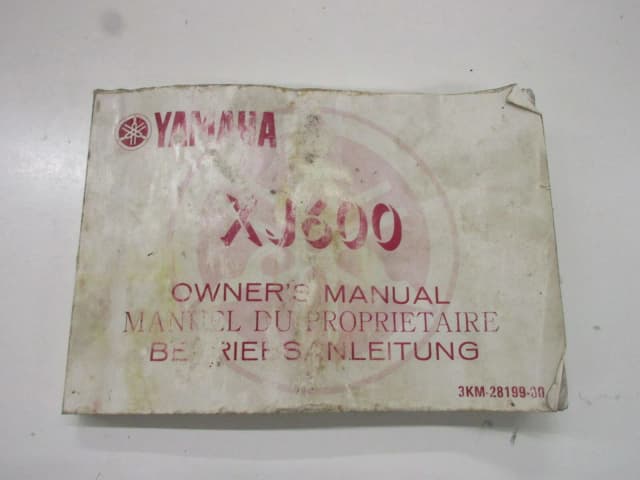 YAMAHA
XJ600
OWNER'S MANUAL
MANUEL DU PROPRIETAIRE
BETRIEBSANLEITUNG
3KM-28199-30